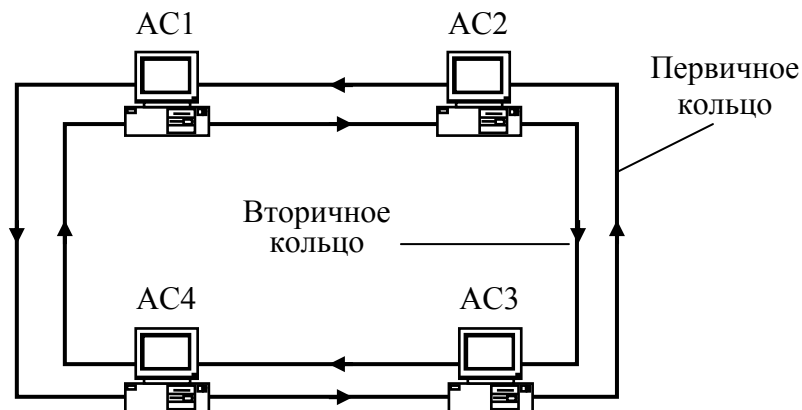 АС1
АС2
Первичное
кольцо
Вторичное
кольцо
АС4
АС3